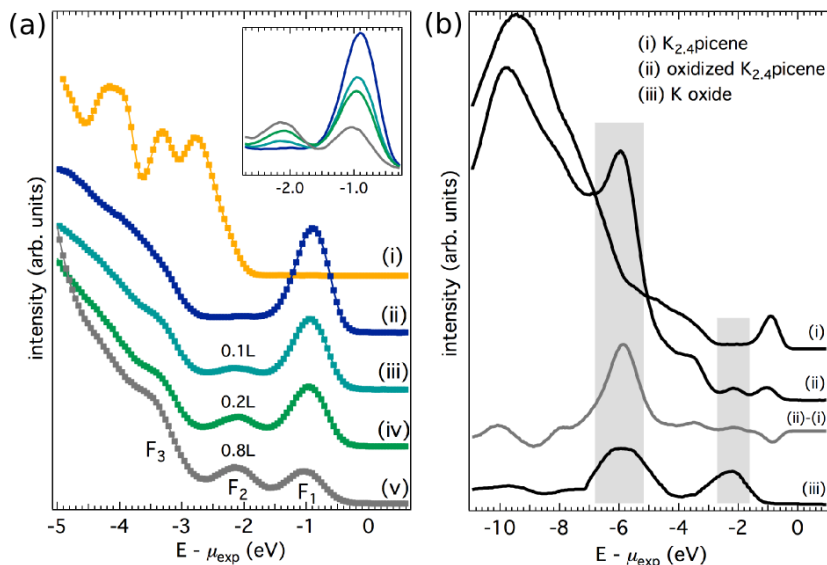 (a)
intensity (arb. units)
-2.0
-1.0
(i)
(ii)
0.1L
(iii)
0.2L
(iv)
F3
0.8L
F2
F1
(v)
-5
-4
-3
-2
-1
0
E - μexp (eV)
(b)
(i) K2,4picene
(ii) oxidized K2,4picene
(iii) K oxide
intensity (arb. units)
(i)
(ii)
(ii)-(i)
(iii)
-10
-8
-6
-4
-2
0
E - μexp (eV)